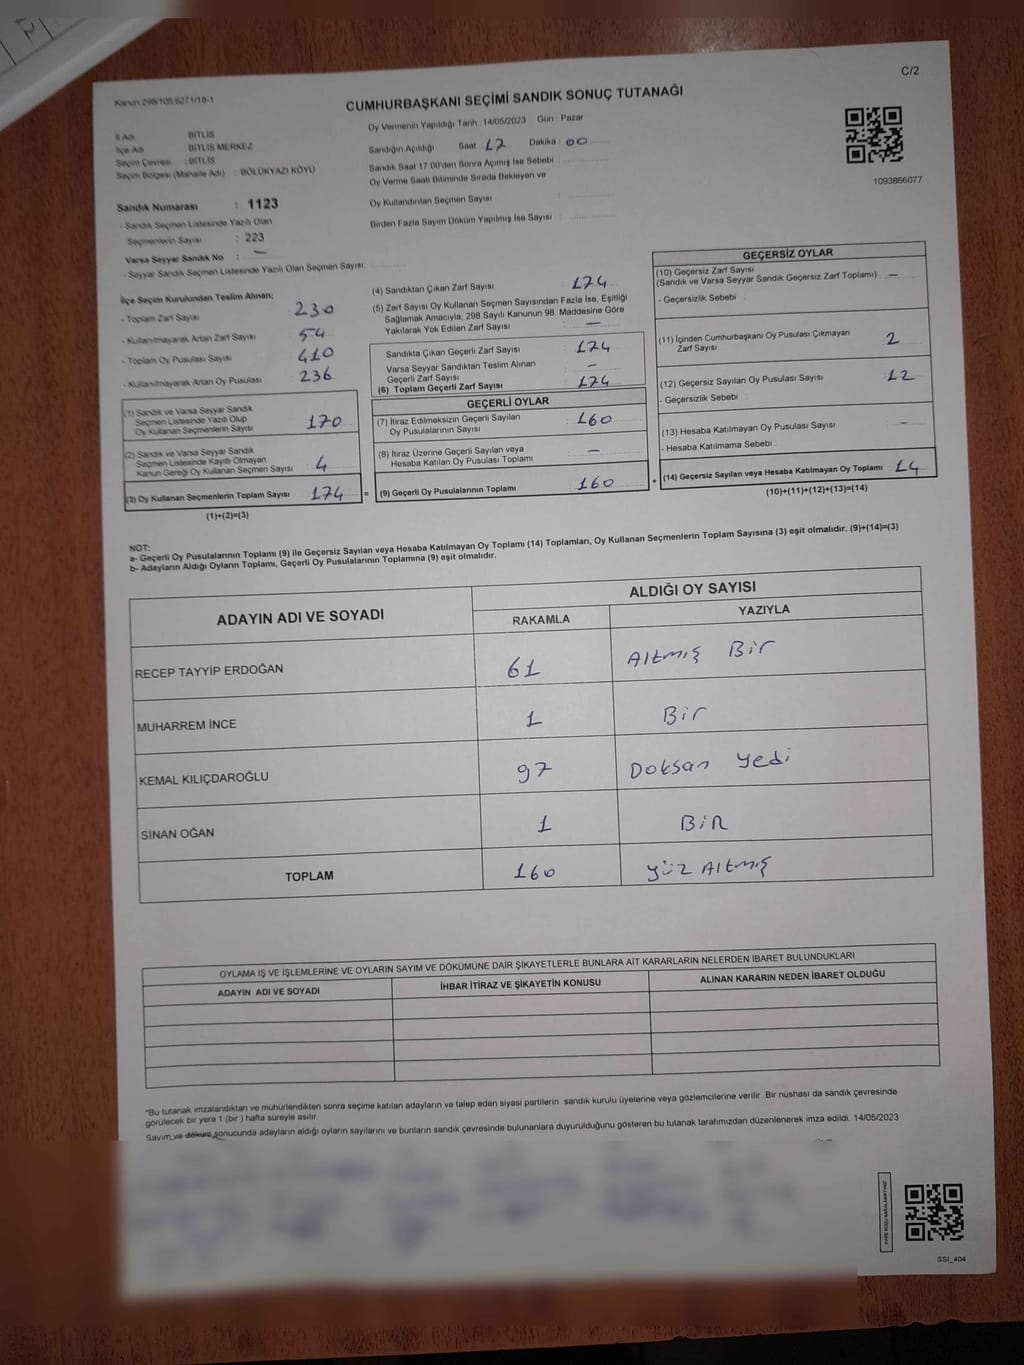 C/2
Kanun:298/105,6271/18-1
CUMHURBAŞKANI SEÇİMİ SANDIK SONUÇ TUTANAĞI
İl Adı BİTLİS
İlçe Adı BİTLİS MERKEZ
Seçim Çevresi : BİTLİS
Seçim Bölgesi (Mahalle Adı) : BÖLÜKYAZI KÖYÜ
Oy Vermenin Yapıldığı Tarih : 14/05/2023 Gün : Pazar
Sandığın Açıldığı Saat 17 Dakika : 00
Sandık Saat 17:00'den Sonra Açımış İse Sebebi :
Oy Verme Saati Bitiminde Sırada Bekleyen ve
Oy Kullandırılan Seçmen Sayısı :
Birden Fazla Sayım Döküm Yapılmış İse Sayısı :
1093866077
Sandık Numarası : 1123
- Sandık Seçmen Listesinde Yazılı Olan
Seçmenlerin Sayısı : 223
Varsa Seyyar Sandık No : —
- Seyyar Sandık Seçmen Listesinde Yazılı Olan Seçmen Sayısı:
İlçe Seçim Kurulundan Teslim Alınan;
- Toplam Zarf Sayısı : 230
- Kullanılmayarak Artan Zarf Sayısı : 54
- Toplam Oy Pusulası Sayısı : 410
- Kullanılmayarak Artan Oy Pusulası : 236
(1) Sandık ve Varsa Seyyar Sandık
Seçmen Listesinde Yazılı Olup
Oy Kullanan Seçmenlerin Sayısı : 170
(2) Sandık ve Varsa Seyyar Sandık
Seçmen Listesinde Kayıtlı Olmayan
Kanun Gereği Oy Kullanan Seçmen Sayısı : 4
(3) Oy Kullanan Seçmenlerin Toplam Sayısı : 174 =
(1)+(2)=(3)
(4) Sandıktan Çıkan Zarf Sayısı : 174
(5) Zarf Sayısı Oy Kullanan Seçmen Sayısından Fazla İse, Eşitliği
Sağlamak Amacıyla; 298 Sayılı Kanunun 98. Maddesine Göre
Yakılarak Yok Edilen Zarf Sayısı : —
Sandıkta Çıkan Geçerli Zarf Sayısı : 174
Varsa Seyyar Sandıktan Teslim Alınan
Geçerli Zarf Sayısı : —
(6) Toplam Geçerli Zarf Sayısı : 174
GEÇERLİ OYLAR
(7) İtiraz Edilmeksizin Geçerli Sayılan
Oy Pusulalarının Sayısı : 160
(8) İtiraz Üzerine Geçerli Sayılan veya
Hesaba Katılan Oy Pusulası Toplamı : —
(9) Geçerli Oy Pusulalarının Toplamı : 160 +
GEÇERSİZ OYLAR
(10) Geçersiz Zarf Sayısı
(Sandık ve Varsa Seyyar Sandık Geçersiz Zarf Toplamı) : —
- Geçersizlik Sebebi :
(11) İçinden Cumhurbaşkanı Oy Pusulası Çıkmayan
Zarf Sayısı : 2
(12) Geçersiz Sayılan Oy Pusulası Sayısı : 12
- Geçersizlik Sebebi :
(13) Hesaba Katılmayan Oy Pusulası Sayısı : —
- Hesaba Katılmama Sebebi :
(14) Geçersiz Sayılan veya Hesaba Katılmayan Oy Toplamı : 14
(10)+(11)+(12)+(13)=(14)
NOT:
a- Geçerli Oy Pusulalarının Toplamı (9) ile Geçersiz Sayılan veya Hesaba Katılmayan Oy Toplamı (14) Toplamları, Oy Kullanan Seçmenlerin Toplam Sayısına (3) eşit olmalıdır. (9)+(14)=(3)
b- Adayların Aldığı Oyların Toplamı, Geçerli Oy Pusulalarının Toplamına (9) eşit olmalıdır.
ADAYIN ADI VE SOYADI
ALDIĞI OY SAYISI
RAKAMLA YAZIYLA
RECEP TAYYİP ERDOĞAN 61 Altmış Bir
MUHARREM İNCE 1 Bir
KEMAL KILIÇDAROĞLU 97 Doksan yedi
SİNAN OĞAN 1 BiR
TOPLAM 160 yüz Altmış
OYLAMA İŞ VE İŞLEMLERİNE VE OYLARIN SAYIM VE DÖKÜMÜNE DAİR ŞİKAYETLERLE BUNLARA AİT KARARLARIN NELERDEN İBARET BULUNDUKLARI
ADAYIN ADI VE SOYADI İHBAR İTİRAZ VE ŞİKAYETİN KONUSU ALINAN KARARIN NEDEN İBARET OLDUĞU
"Bu tutanak imzalandıktan ve mühürlendikten sonra seçime katılan adayların ve talep eden siyasi partilerin sandık kurulu üyelerine veya gözlemcilerine verilir. Bir nüshası da sandık çevresinde
görülecek bir yere 1 (bir ) hafta süreyle asılır.
Sayım ve döküm sonucunda adayların aldığı oyların sayılarını ve bunların sandık çevresinde bulunanlara duyurulduğunu gösteren bu tutanak tarafımızdan düzenlenerek imza edildi. 14/05/2023
SSI_404